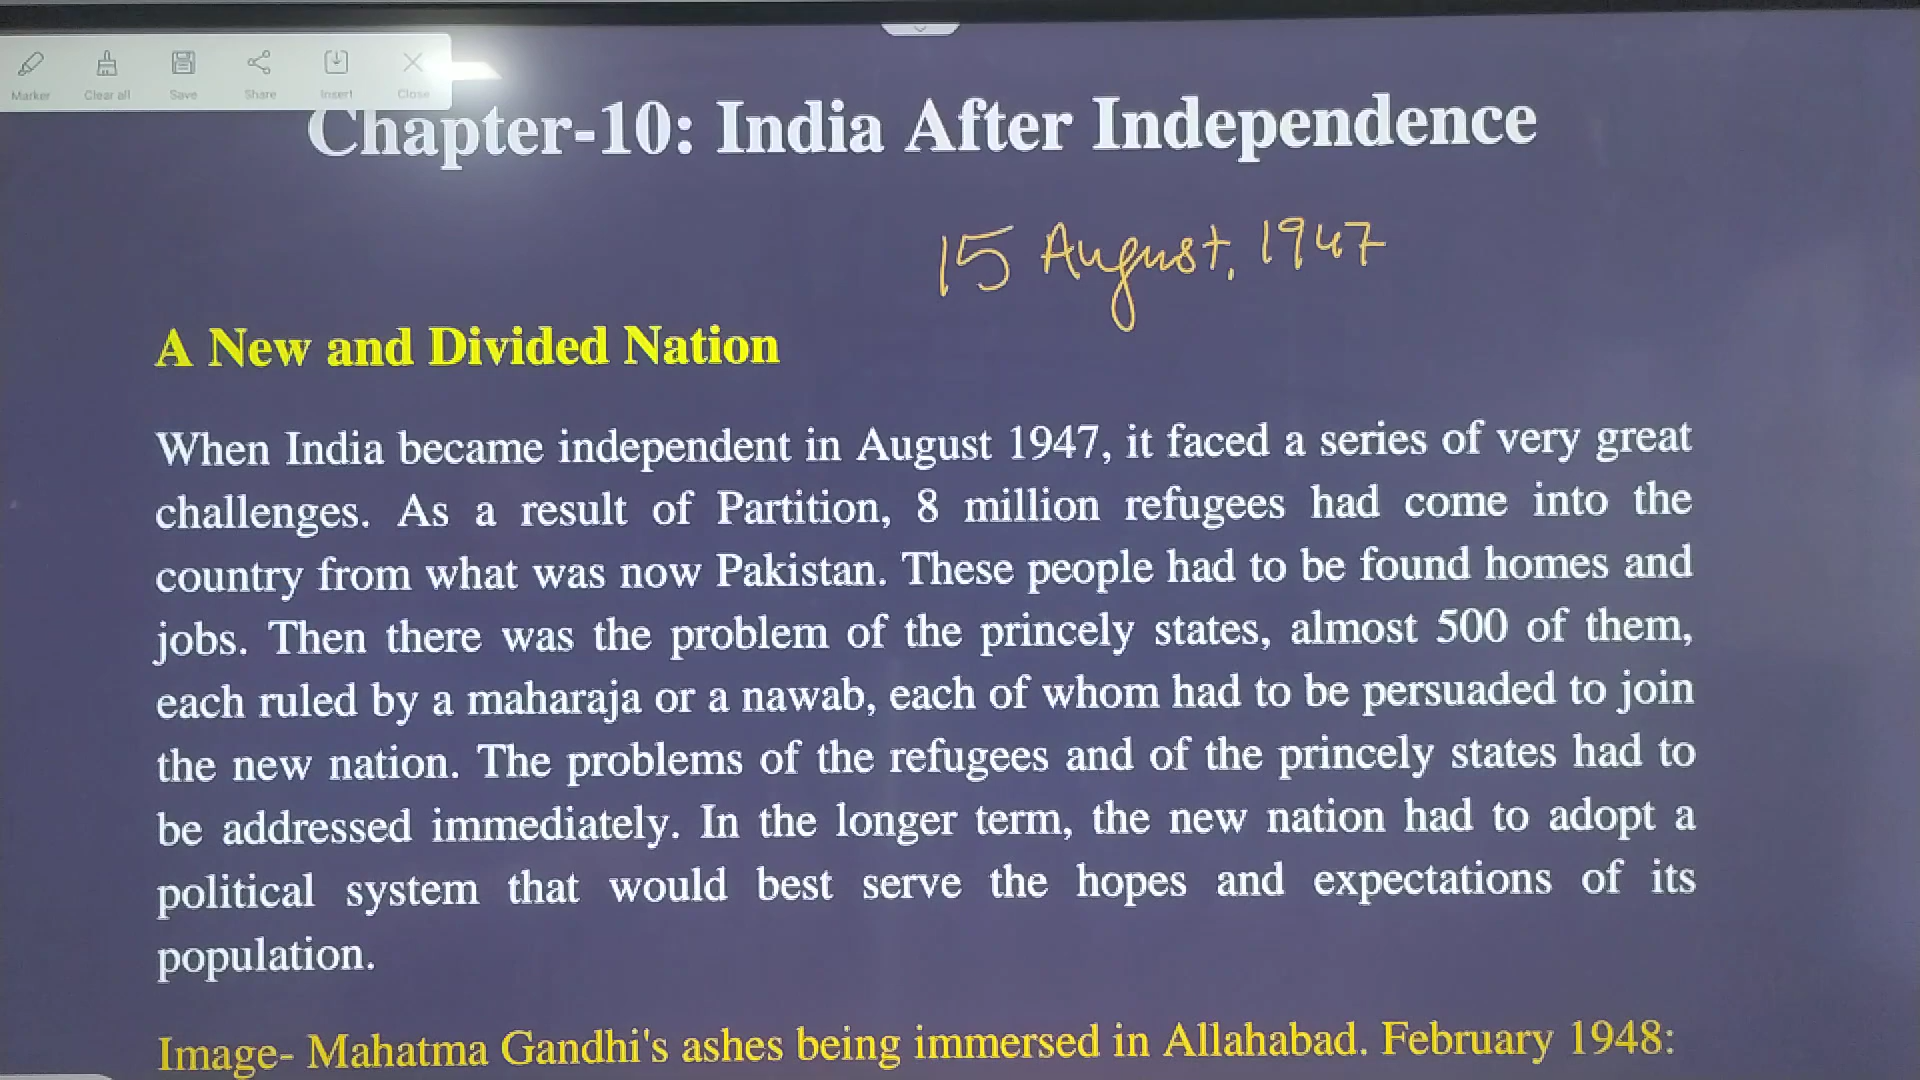 Marker Clear all Save Share Insert Close
Chapter-10: India After Independence
15 August, 1947
A New and Divided Nation
When India became independent in August 1947, it faced a series of very great
challenges. As a result of Partition, 8 million refugees had come into the
country from what was now Pakistan. These people had to be found homes and
jobs. Then there was the problem of the princely states, almost 500 of them,
each ruled by a maharaja or a nawab, each of whom had to be persuaded to join
the new nation. The problems of the refugees and of the princely states had to
be addressed immediately. In the longer term, the new nation had to adopt a
political system that would best serve the hopes and expectations of its
population.
Image- Mahatma Gandhi's ashes being immersed in Allahabad. February 1948: